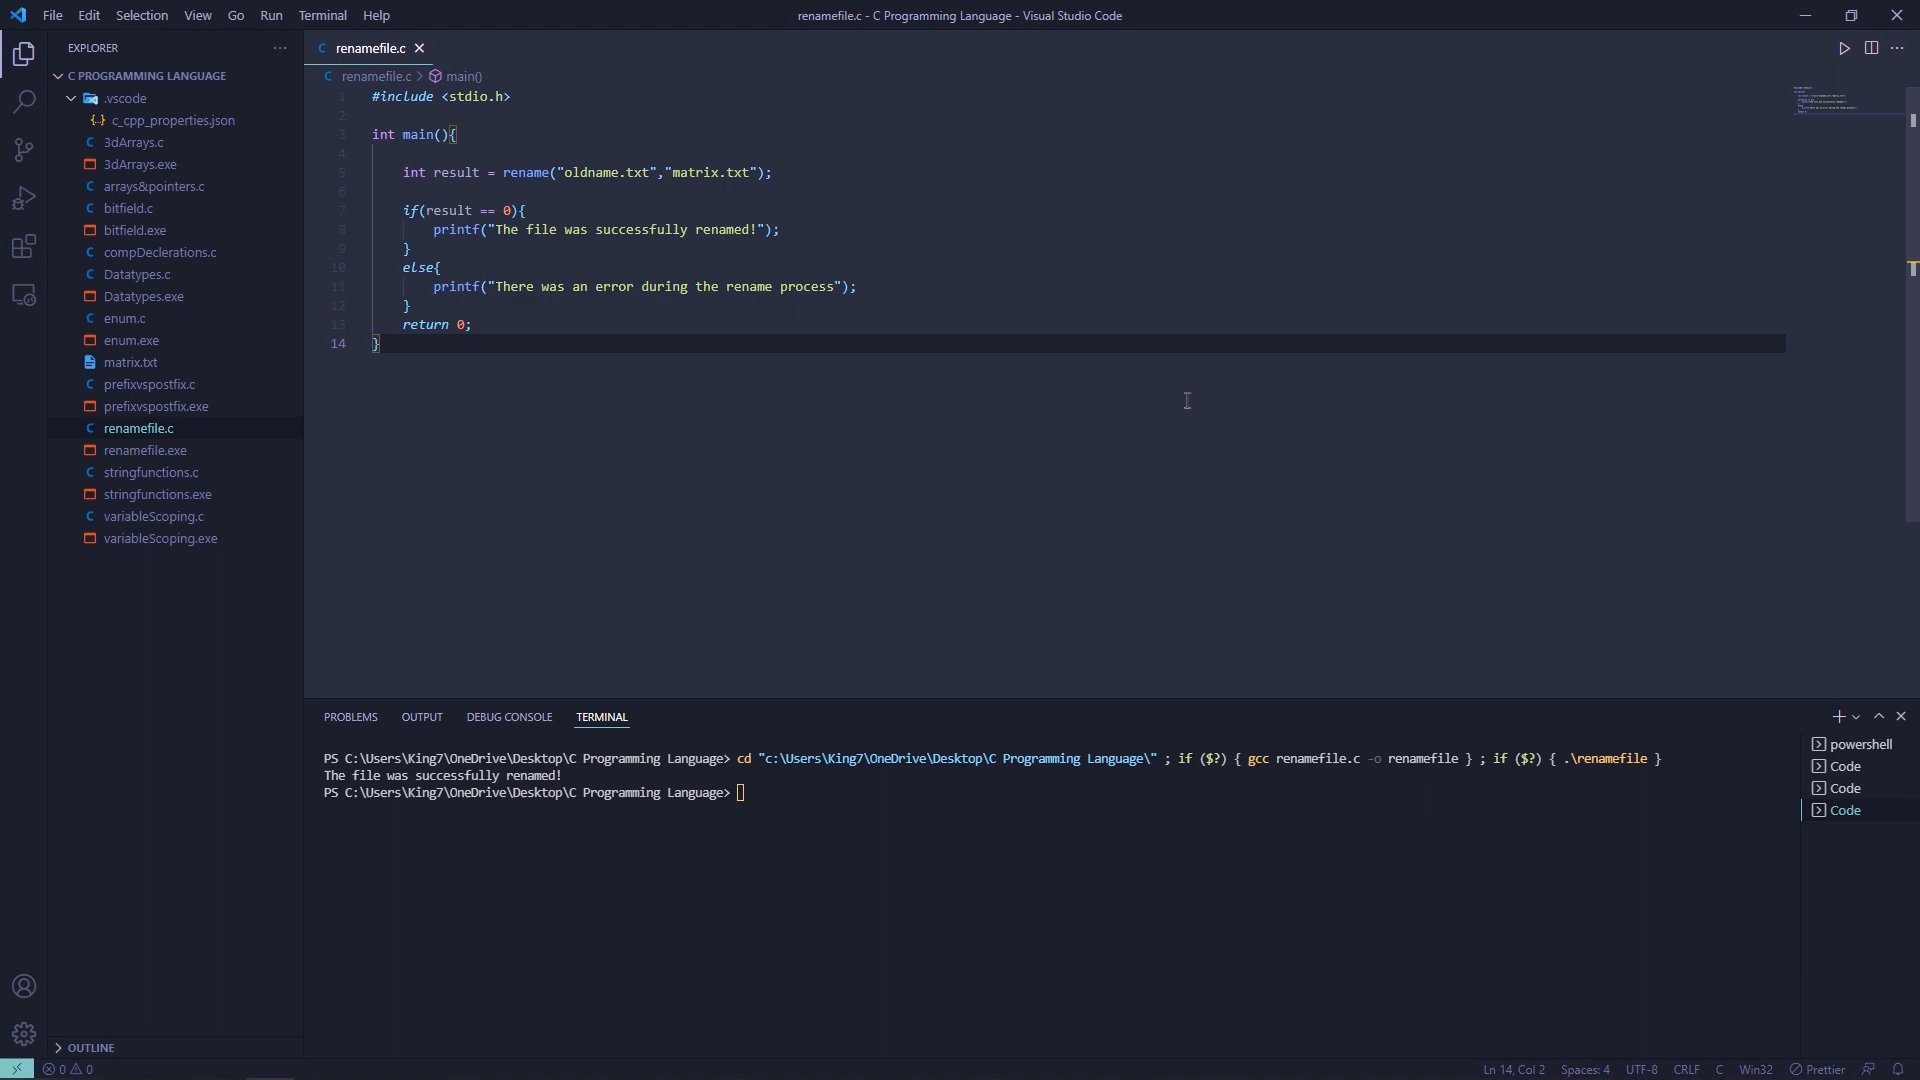 File Edit Selection View Go Run Terminal Help
renamefile.c - C Programming Language - Visual Studio Code
EXPLORER
C PROGRAMMING LANGUAGE
.vscode
{..} c_cpp_properties.json
C 3dArrays.c
3dArrays.exe
C arrays&pointers.c
C bitfield.c
bitfield.exe
C compDeclerations.c
C Datatypes.c
Datatypes.exe
C enum.c
enum.exe
matrix.txt
C prefixvspostfix.c
prefixvspostfix.exe
C renamefile.c
renamefile.exe
C stringfunctions.c
stringfunctions.exe
C variableScoping.c
variableScoping.exe
OUTLINE
C renamefile.c
C renamefile.c > main()
1 #include <stdio.h>
2
3 int main(){
4
5 int result = rename("oldname.txt","matrix.txt");
6
7 if(result == 0){
8 printf("The file was successfully renamed!");
9 }
10 else{
11 printf("There was an error during the rename process");
12 }
13 return 0;
14 }
PROBLEMS OUTPUT DEBUG CONSOLE TERMINAL
PS C:\Users\King7\OneDrive\Desktop\C Programming Language> cd "c:\Users\King7\OneDrive\Desktop\C Programming Language\" ; if ($?) { gcc renamefile.c -o renamefile } ; if ($?) { .\renamefile }
The file was successfully renamed!
PS C:\Users\King7\OneDrive\Desktop\C Programming Language>
powershell
Code
Code
Code
0 0
Ln 14, Col 2 Spaces: 4 UTF-8 CRLF C Win32 Prettier